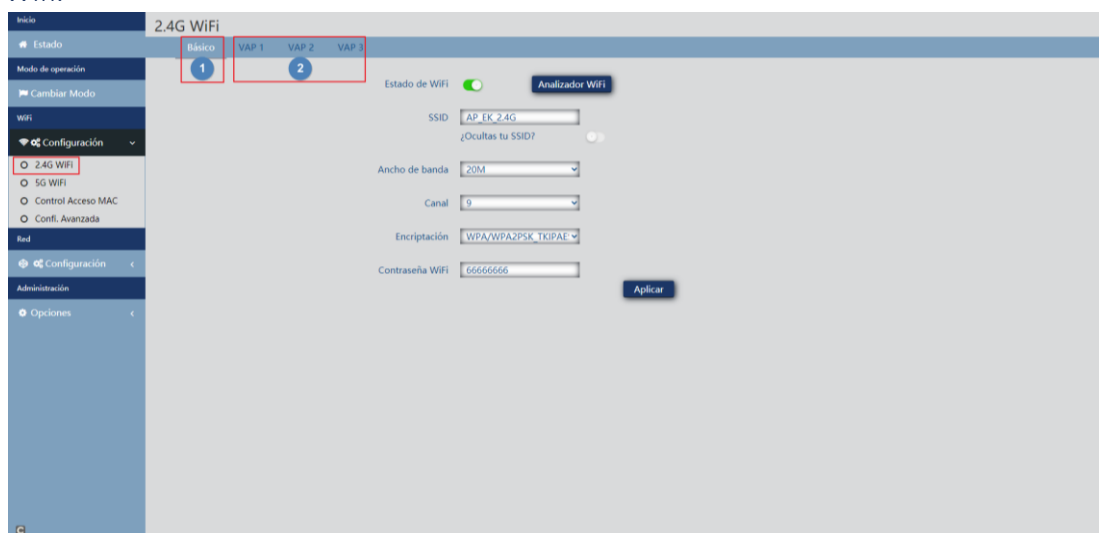 Inicio
Estado
Modo de operación
Cambiar Modo
WiFi
Configuración
2.4G WiFi
5G WiFi
Control Acceso MAC
Confi. Avanzada
Red
Configuración
Administración
Opciones
2.4G WiFi
Básico VAP 1 VAP 2 VAP 3
1 2
Estado de WiFi Analizador WiFi
SSID AP_EK_2.4G
¿Ocultas tu SSID?
Ancho de banda 20M
Canal 9
Encriptación WPA/WPA2PSK_TKIPAE
Contraseña WiFi 66666666
Aplicar